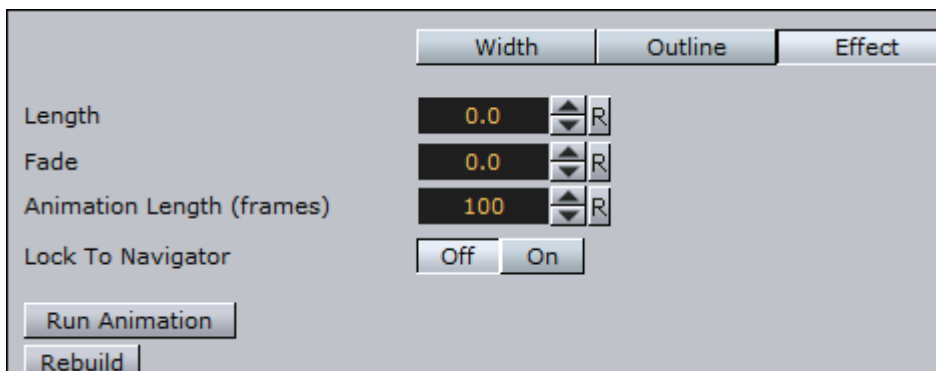 Width Outline Effect
Length 0.0 R
Fade 0.0 R
Animation Length (frames) 100 R
Lock To Navigator Off On
Run Animation
Rebuild